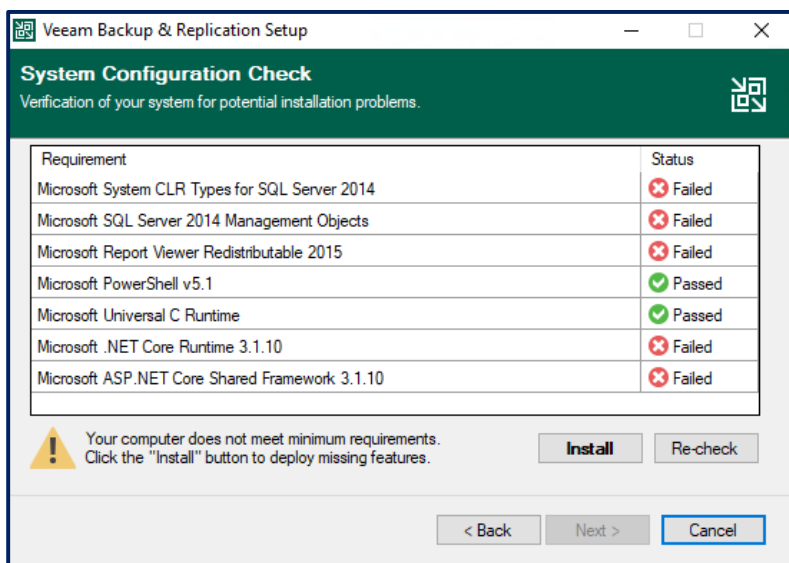 Veeam Backup & Replication Setup
System Configuration Check
Verification of your system for potential installation problems.
Requirement Status
Microsoft System CLR Types for SQL Server 2014 Failed
Microsoft SQL Server 2014 Management Objects Failed
Microsoft Report Viewer Redistributable 2015 Failed
Microsoft PowerShell v5.1 Passed
Microsoft Universal C Runtime Passed
Microsoft .NET Core Runtime 3.1.10 Failed
Microsoft ASP.NET Core Shared Framework 3.1.10 Failed
Your computer does not meet minimum requirements.
Click the "Install" button to deploy missing features.
Install Re-check
< Back Next > Cancel